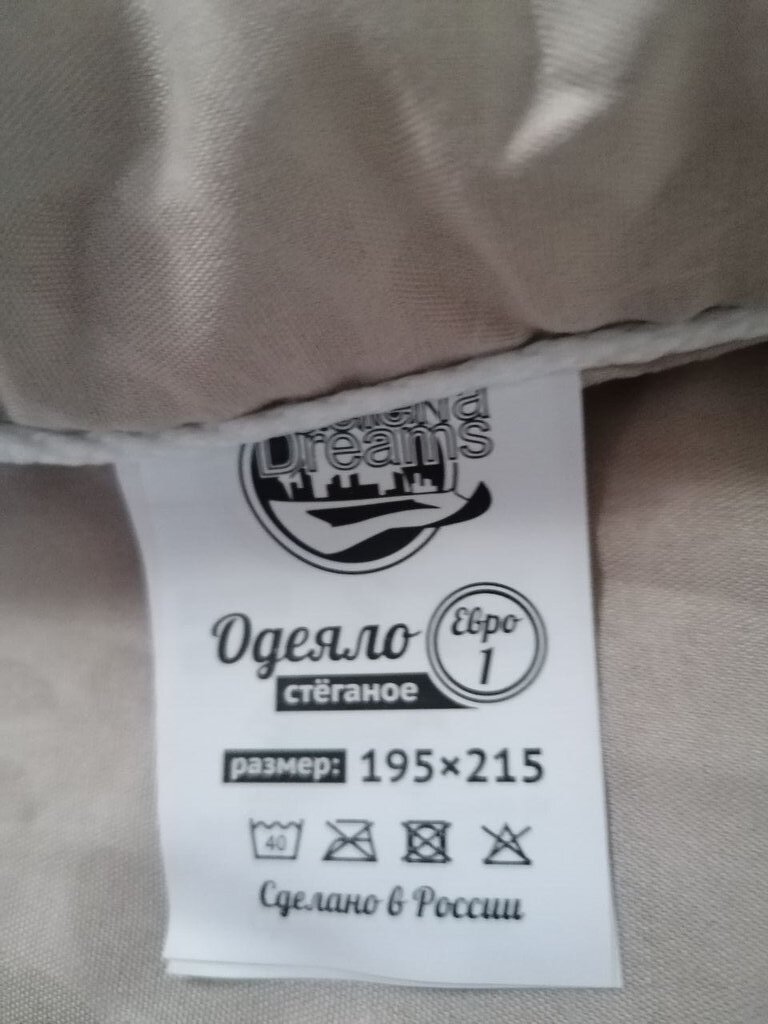 Dreams
Одеяло
Евро
1
стёганое
размер: 195×215
40
Сделано в России